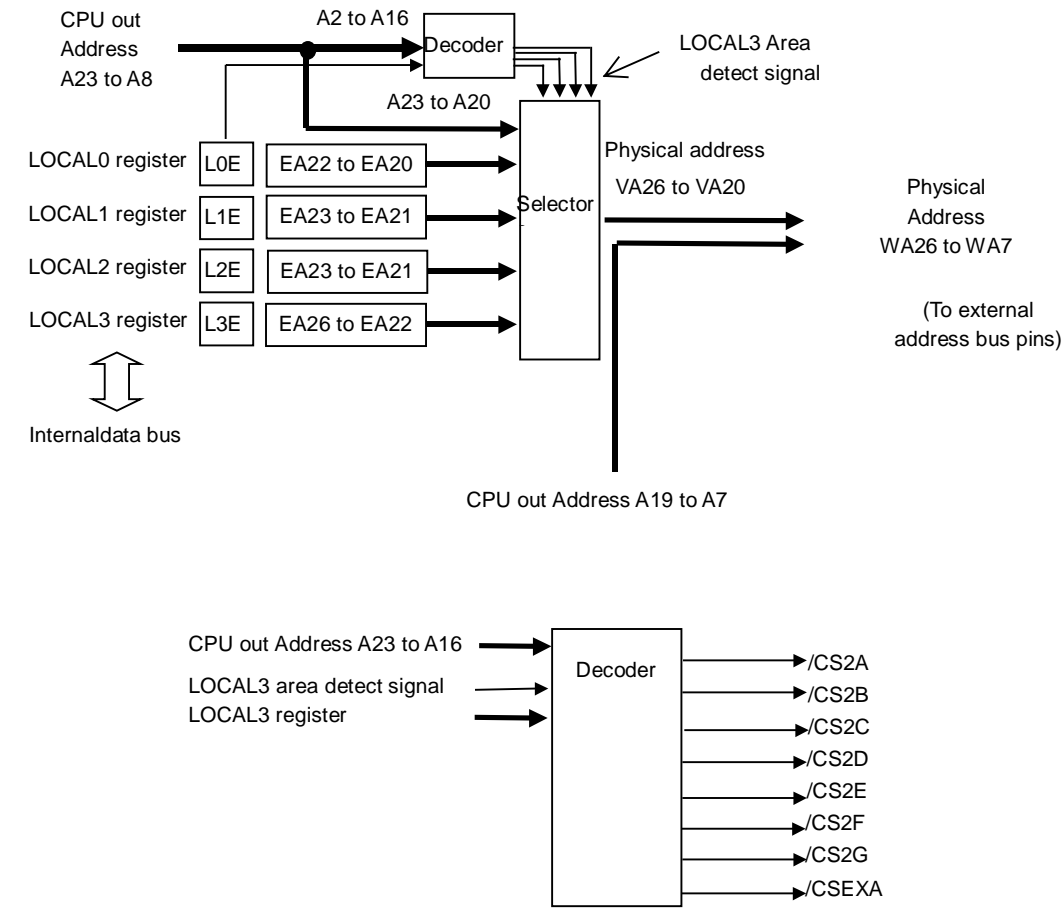 CPU out
Address
A23 to A8
A2 to A16
Decoder
LOCAL3 Area
detect signal
A23 to A20
LOCAL0 register
L0E
EA22 to EA20
LOCAL1 register
L1E
EA23 to EA21
LOCAL2 register
L2E
EA23 to EA21
LOCAL3 register
L3E
EA26 to EA22
Selector
Physical address
VA26 to VA20
Physical
Address
WA26 to WA7
(To external
address bus pins)
Internaldata bus
CPU out Address A19 to A7
CPU out Address A23 to A16
LOCAL3 area detect signal
LOCAL3 register
Decoder
/CS2A
/CS2B
/CS2C
/CS2D
/CS2E
/CS2F
/CS2G
/CSEXA